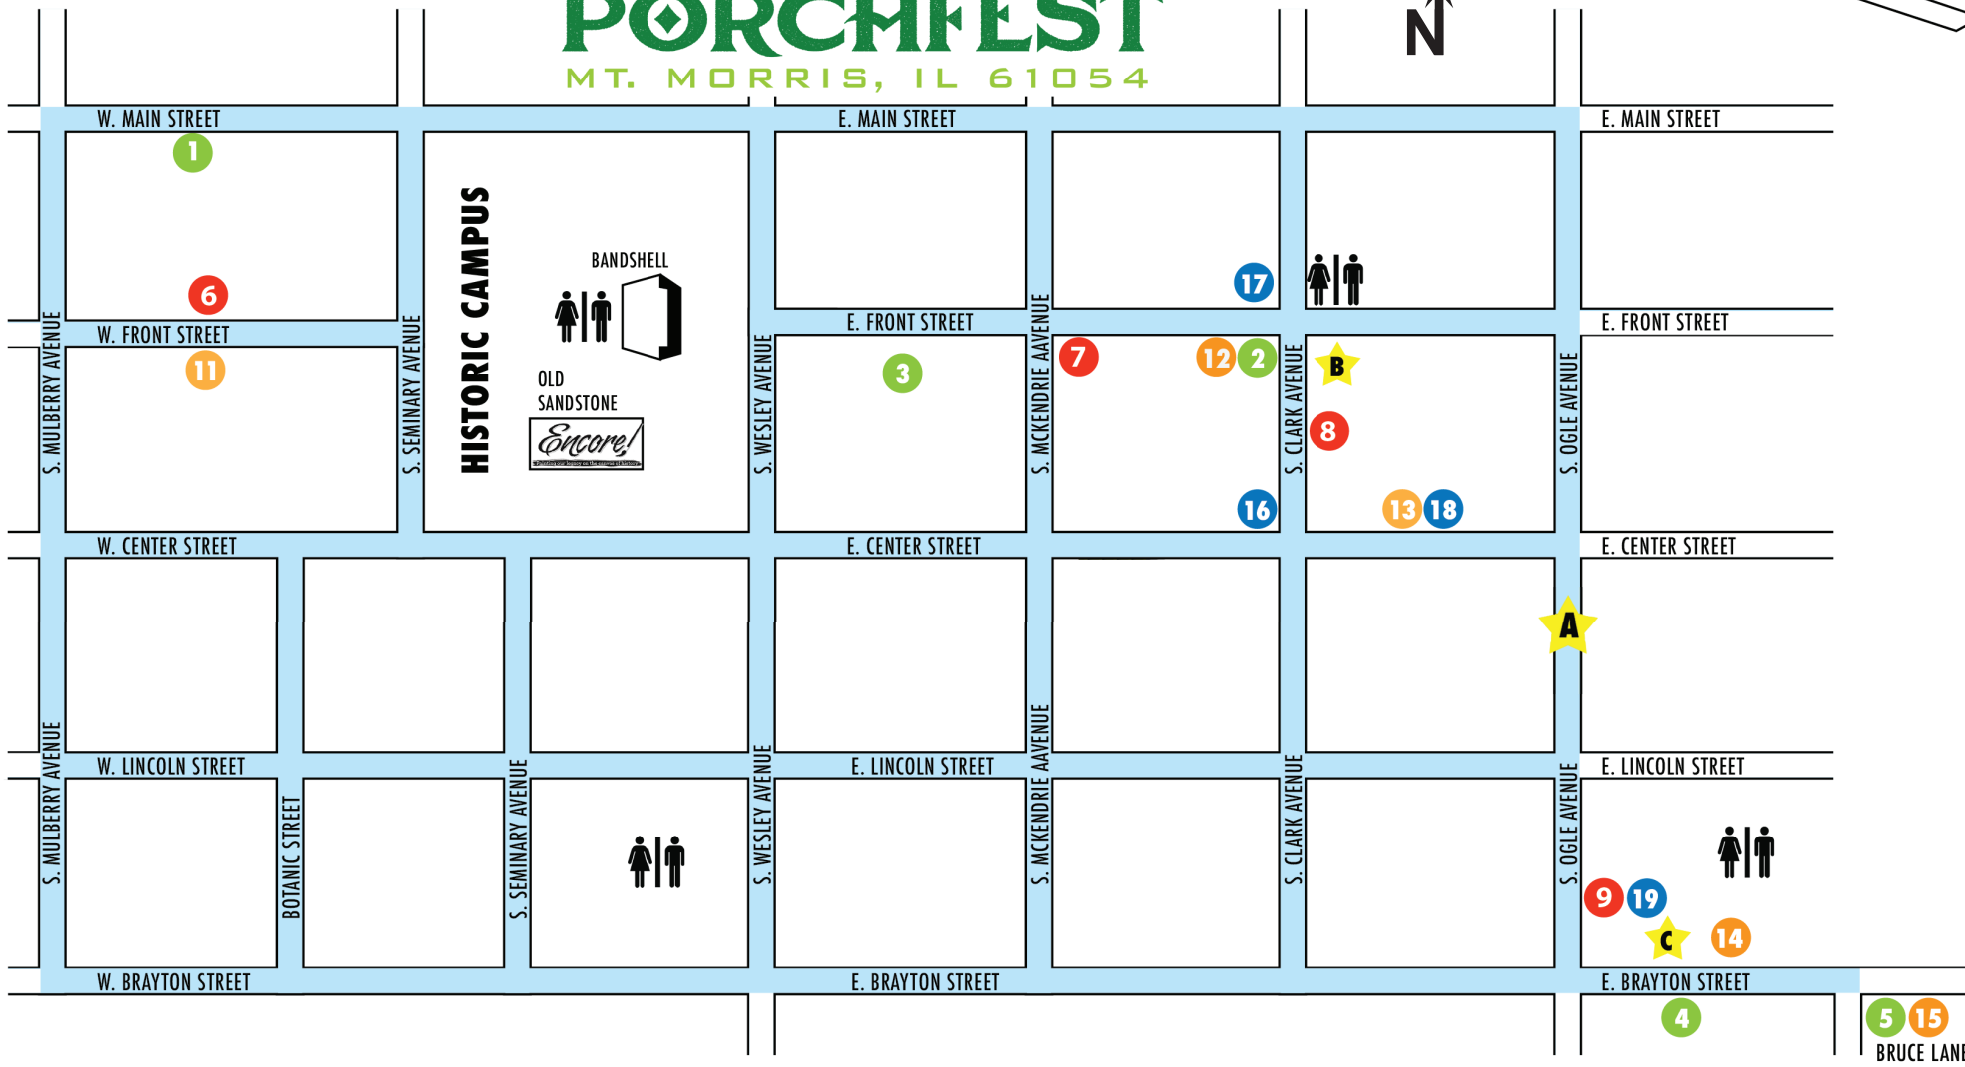 PORCHFEST
MT. MORRIS, IL 61054
N
W. MAIN STREET
E. MAIN STREET
E. MAIN STREET
1
HISTORIC CAMPUS
BANDSHELL
6
17
W. FRONT STREET
E. FRONT STREET
E. FRONT STREET
S. MULBERRY AVENUE
S. SEMINARY AVENUE
S. WESLEY AVENUE
S. MCKENDRIE AAVENUE
S. CLARK AVENUE
S. OGLE AVENUE
11
3
7
12
2
B
OLD
SANDSTONE
Encore!
8
16
13
18
W. CENTER STREET
E. CENTER STREET
E. CENTER STREET
A
W. LINCOLN STREET
E. LINCOLN STREET
E. LINCOLN STREET
S. MULBERRY AVENUE
BOTANIC STREET
S. SEMINARY AVENUE
S. WESLEY AVENUE
S. MCKENDRIE AAVENUE
S. CLARK AVENUE
S. OGLE AVENUE
9
19
C
14
W. BRAYTON STREET
E. BRAYTON STREET
E. BRAYTON STREET
4
5
15
BRUCE LANE